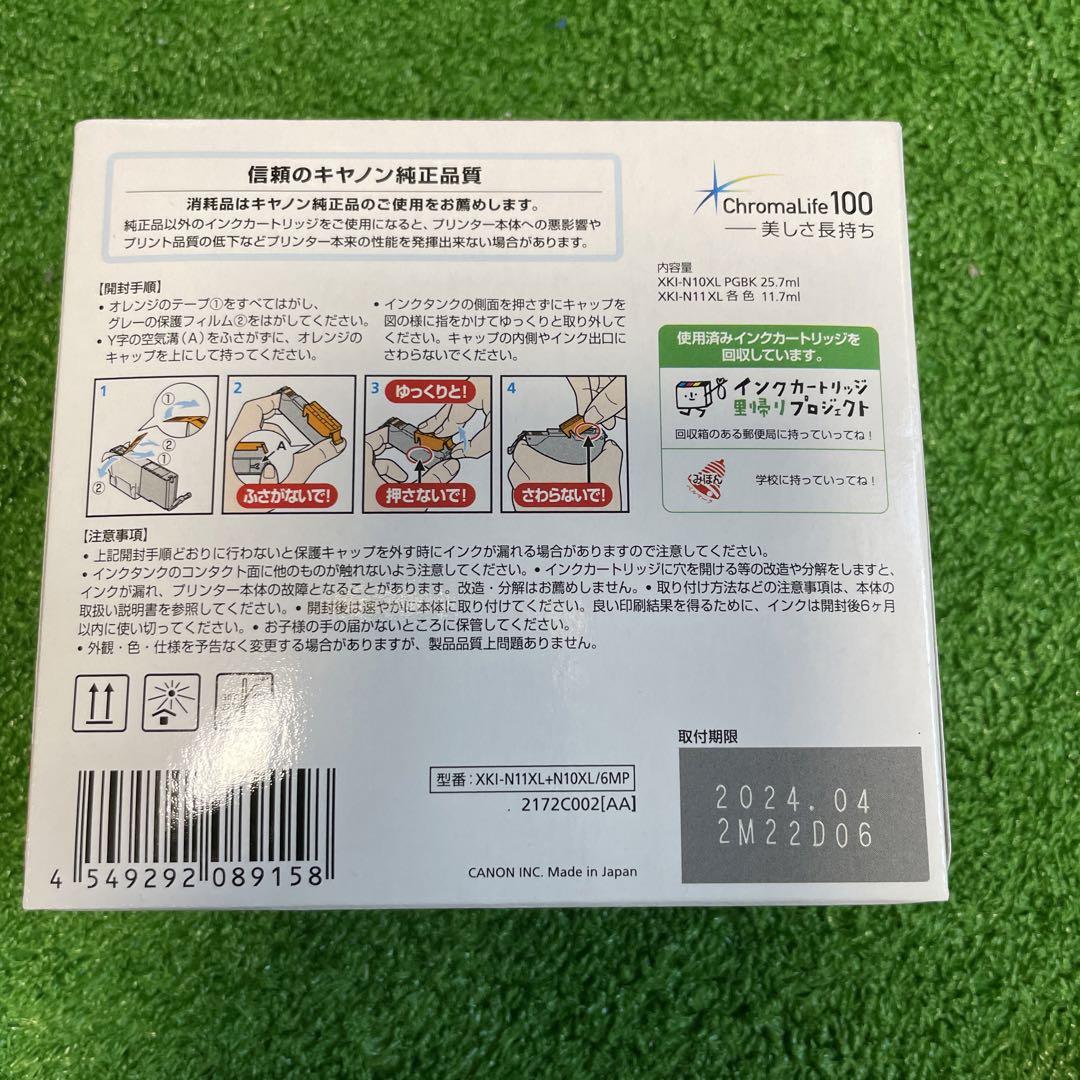 信頼のキヤノン純正品質
消耗品はキヤノン純正品のご使用をお薦めします。
純正品以外のインクカートリッジをご使用になると、プリンター本体への悪影響や
プリント品質の低下などプリンター本来の性能を発揮出来ない場合があります。
ChromaLife100
美しさ長持ち
内容量
XKI-N10XL PGBK 25.7ml
XKI-N11XL 各色 11.7ml
【開封手順】
• オレンジのテープ①をすべてはがし、
グレーの保護フィルム②をはがしてください。
• Y字の空気溝(A)をふさがずに、オレンジの
キャップを上にして持ってください。
• インクタンクの側面を押さずにキャップを
図の様に指をかけてゆっくりと取り外して
ください。キャップの内側やインク出口に
さわらないでください。
1
①
②
①
②
2
A
ふさがないで!
3
ゆっくりと!
押さないで!
4
さわらないで!
使用済みインクカートリッジを
回収しています。
インクカートリッジ
里帰りプロジェクト
回収箱のある郵便局に持っていってね!
くみぽん
ベルマーク
学校に持っていってね!
【注意事項】
• 上記開封手順どおりに行わないと保護キャップを外す時にインクが漏れる場合がありますので注意してください。
• インクタンクのコンタクト面に他のものが触れないよう注意してください。• インクカートリッジに穴を開ける等の改造や分解をしますと、
インクが漏れ、プリンター本体の故障となることがあります。改造・分解はお薦めしません。• 取り付け方法などの注意事項は、本体の
取扱い説明書を参照してください。• 開封後は速やかに本体に取り付けてください。良い印刷結果を得るために、インクは開封後6ヶ月
以内に使い切ってください。• お子様の手の届かないところに保管してください。
• 外観・色・仕様を予告なく変更する場合がありますが、製品品質上問題ありません。
取付期限
2024.04
2M22D06
型番:XKI-N11XL+N10XL/6MP
. 2172C002[AA]
CANON INC. Made in Japan
4 549292 089158